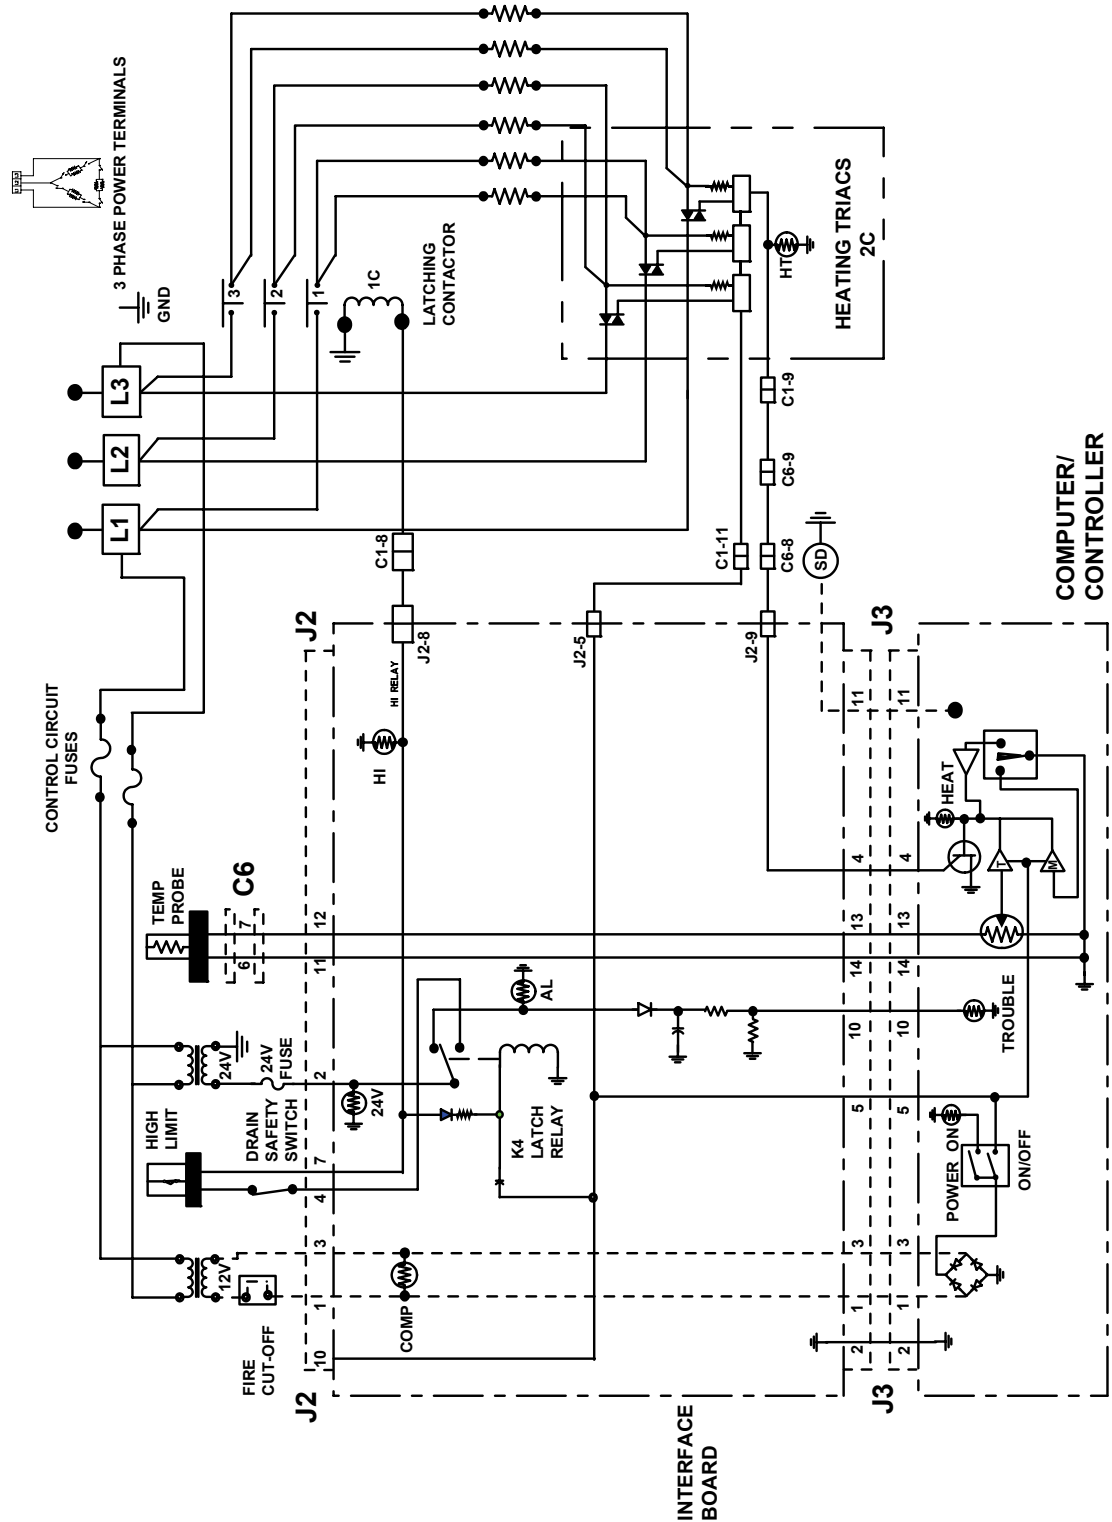 3 PHASE POWER TERMINALS
GND
L3
L2
L1
3
2
1
1C
LATCHING
CONTACTOR
HEATING TRIACS
2C
HT
C1-9
C6-9
C1-11
C6-8
SD
C1-8
J2
J2-8
J2-5
J2-9
J3
HI RELAY
HI
CONTROL CIRCUIT
FUSES
TEMP
PROBE
C6
6
7
11
12
24V
24V
FUSE
2
24V
HIGH
LIMIT
DRAIN
SAFETY
SWITCH
4
7
12V
FIRE
CUT-OFF
10
1
3
J2
COMP
K4
LATCH
RELAY
AL
INTERFACE
BOARD
J3
2
1
3
5
10
14
13
4
11
2
1
3
5
10
14
13
4
11
COMPUTER/
CONTROLLER
HEAT
T
M
TROUBLE
POWER ON
ON/OFF